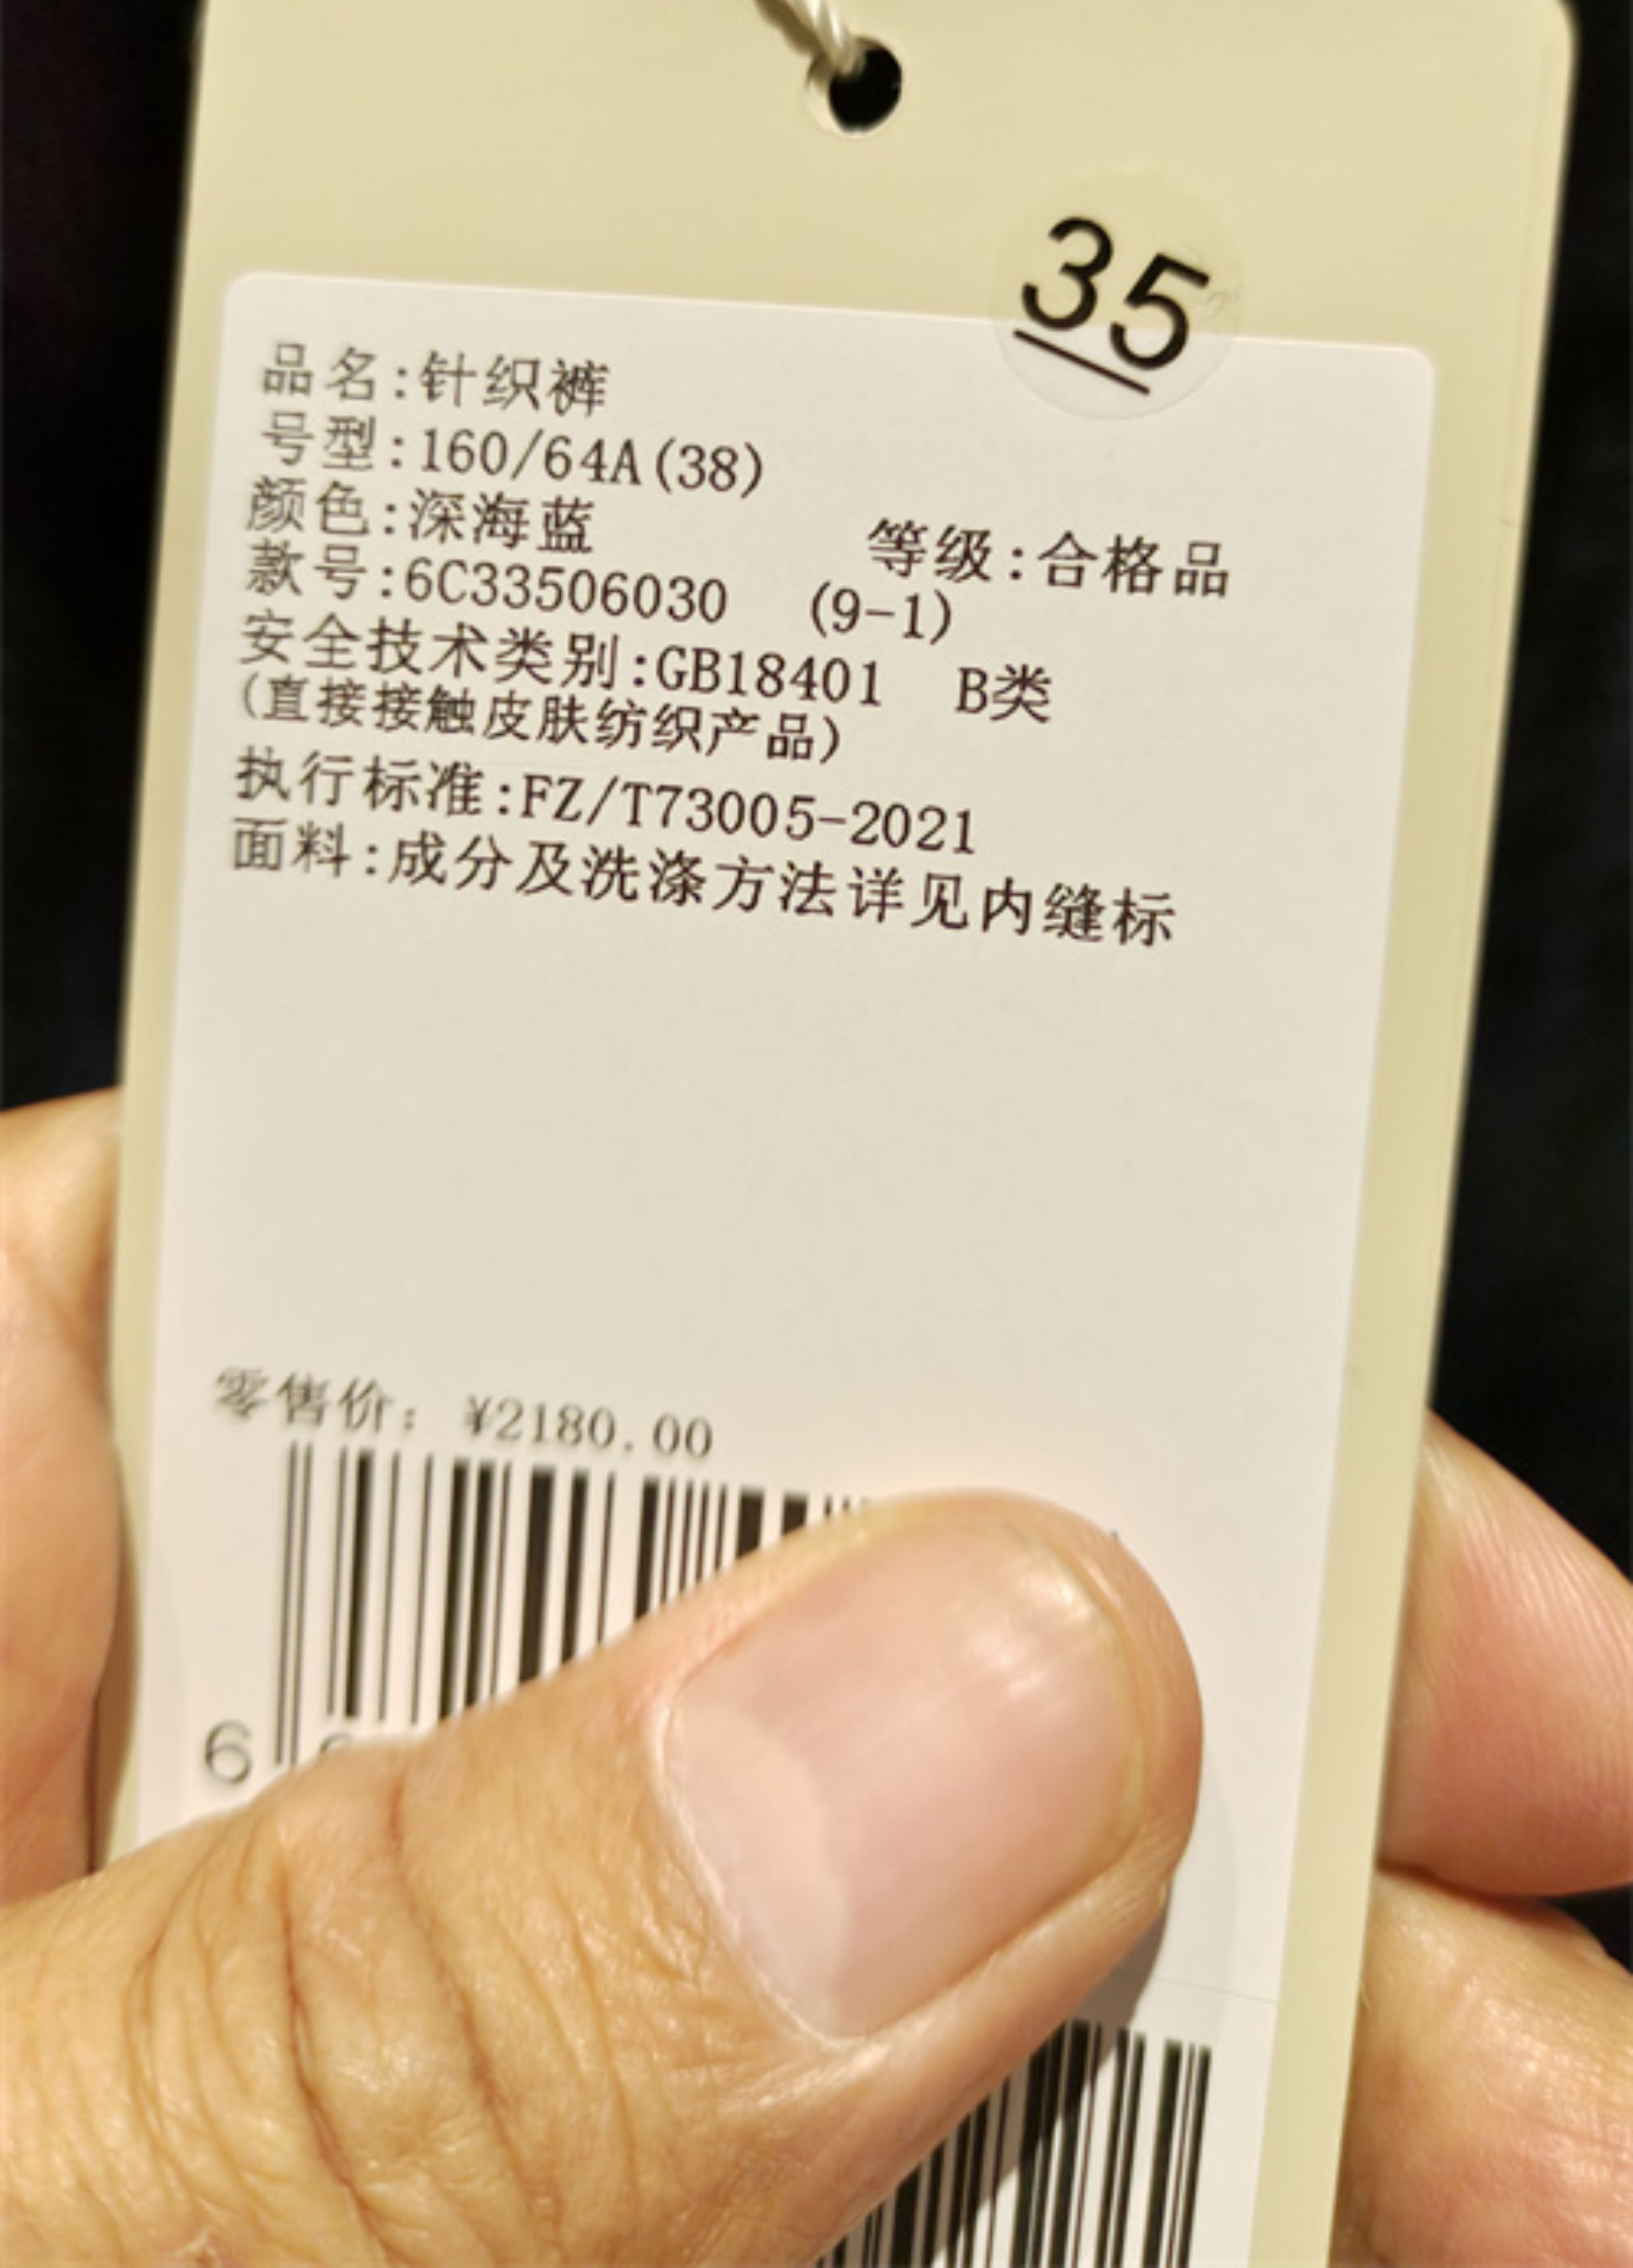 35
品名:针织裤
号型:160/64A(38)
颜色:深海蓝 等级:合格品
款号:6C33506030 (9-1)
安全技术类别:GB18401 B类
(直接接触皮肤纺织产品)
执行标准:FZ/T73005-2021
面料:成分及洗涤方法详见内缝标
零售价: ¥2180.00
6